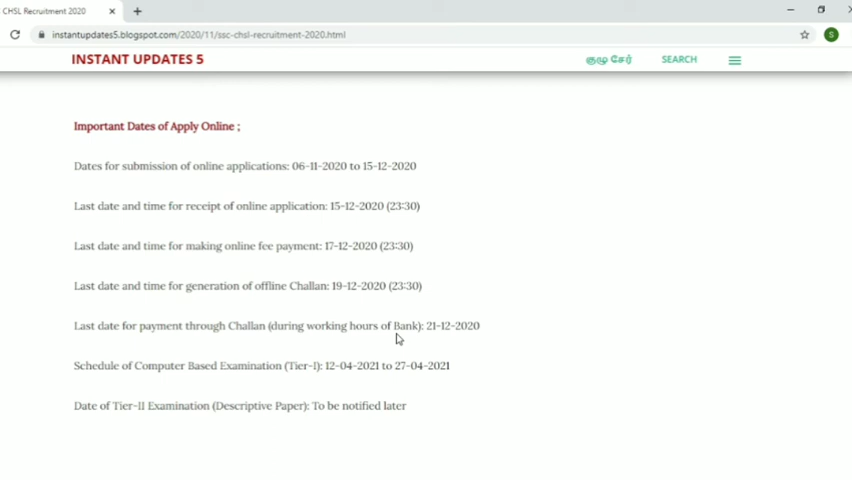 CHSL Recruitment 2020
instantupdates5.blogspot.com/2020/11/ssc-chsl-recruitment-2020.html
S
INSTANT UPDATES 5
குழு சேர்
SEARCH
Important Dates of Apply Online ;
Dates for submission of online applications: 06-11-2020 to 15-12-2020
Last date and time for receipt of online application: 15-12-2020 (23:30)
Last date and time for making online fee payment: 17-12-2020 (23:30)
Last date and time for generation of offline Challan: 19-12-2020 (23:30)
Last date for payment through Challan (during working hours of Bank): 21-12-2020
Schedule of Computer Based Examination (Tier-I): 12-04-2021 to 27-04-2021
Date of Tier-II Examination (Descriptive Paper): To be notified later